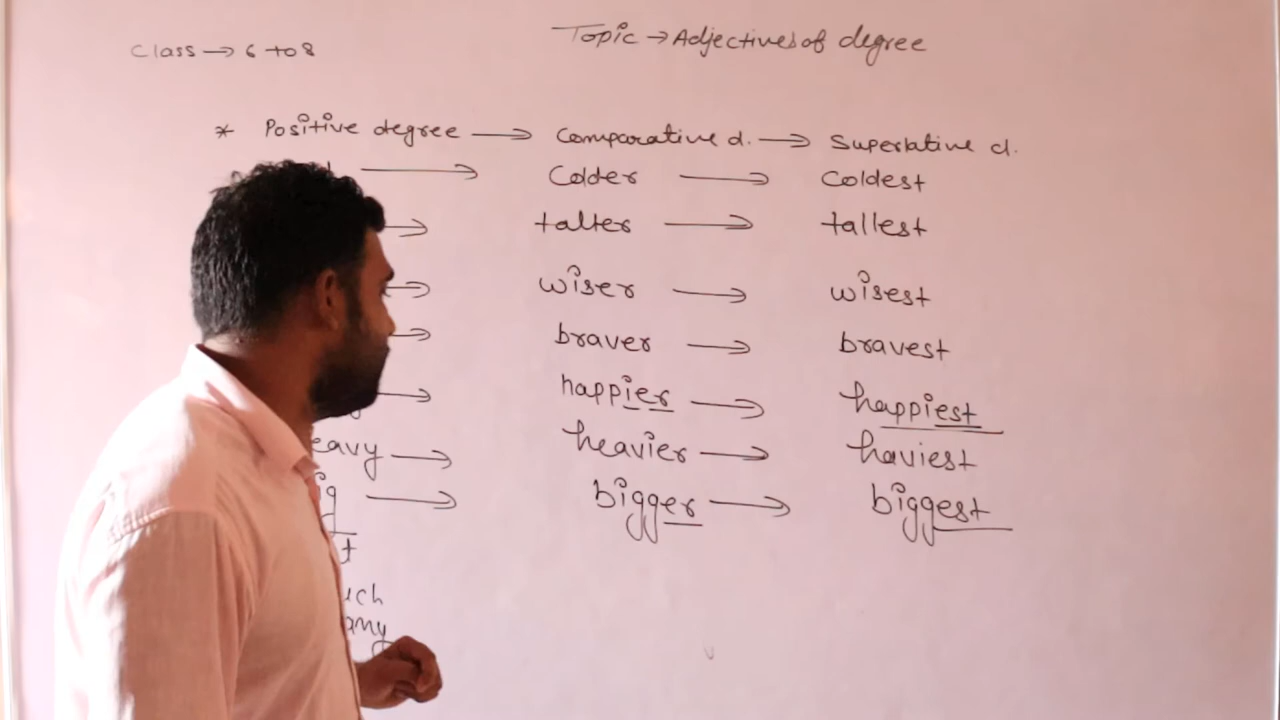 Class → 6 to 8
Topic → Adjectives of degree
* Positive degree → Comparative d. → Superlative d.
→ Colder → Coldest
→ taller → tallest
→ wiser → wisest
→ braver → bravest
→ happier → happiest
eavy → heavier → haviest
ig → bigger → biggest
t
uch
any